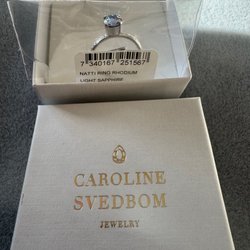 7 340167 251567
NATTI RING RHODIUM
LIGHT SAPPHIRE
CAROLINE
SVEDBOM
JEWELRY